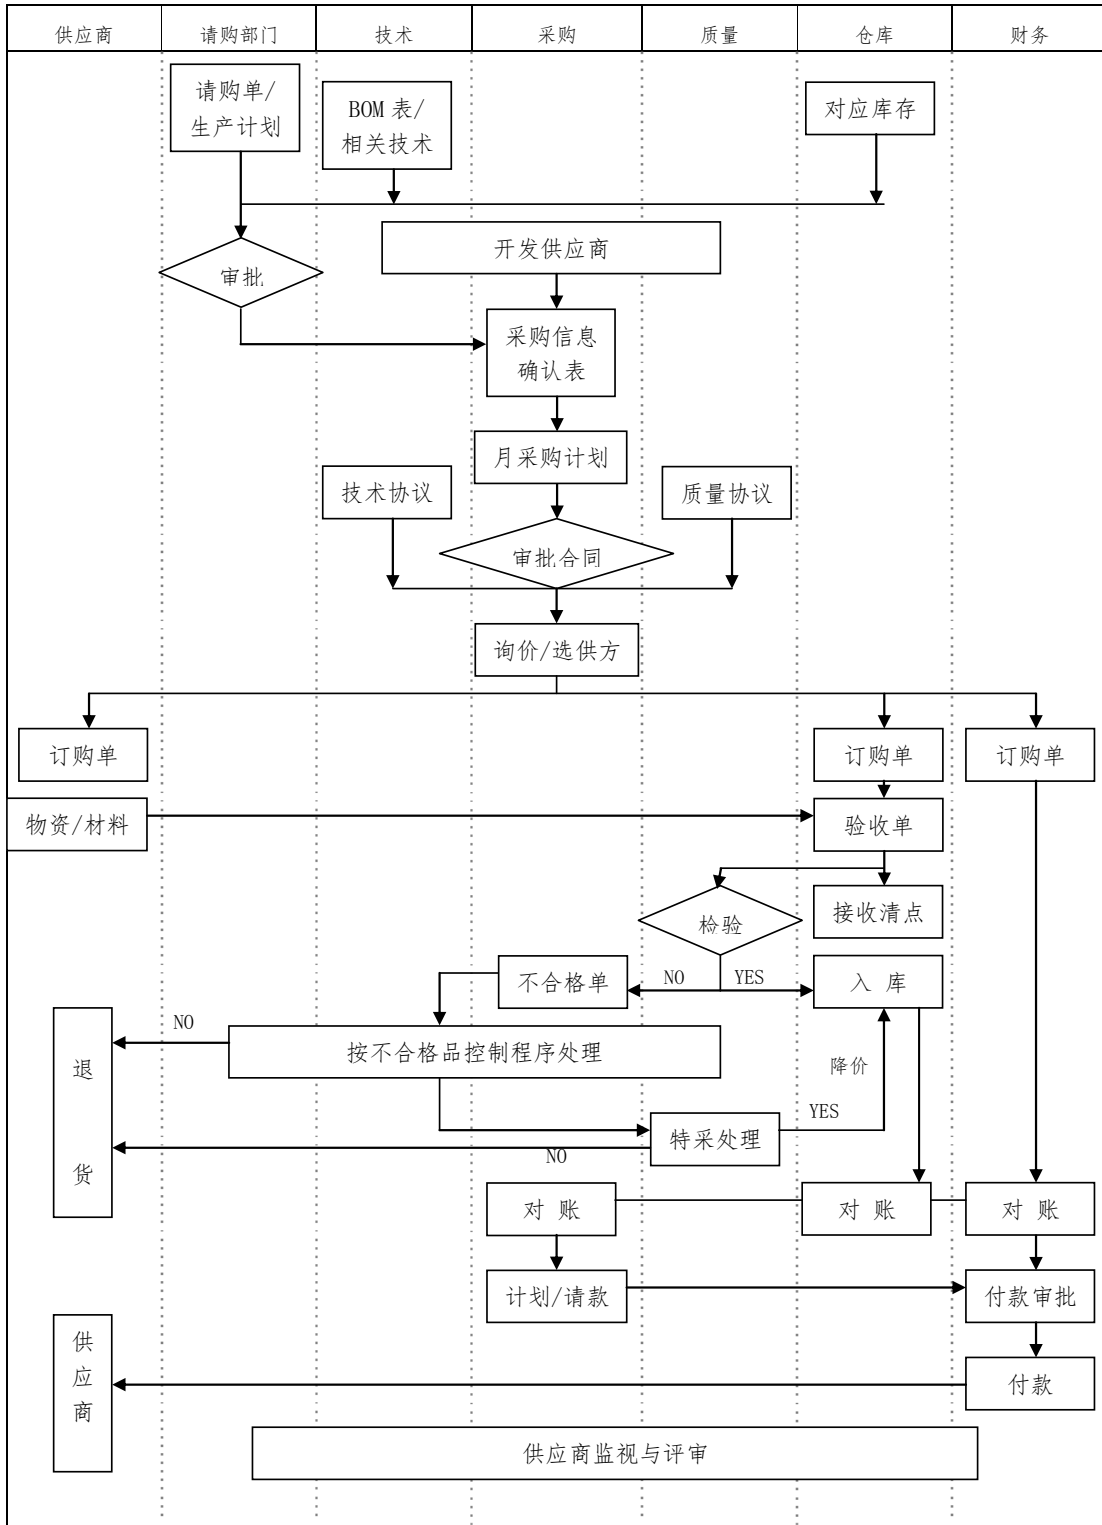 供应商
请购部门
技术
采购
质量
仓库
财务
请购单/
生产计划
BOM 表/
相关技术
对应库存
开发供应商
审批
采购信息
确认表
月采购计划
技术协议
质量协议
审批合同
询价/选供方
订购单
订购单
订购单
物资/材料
验收单
检验
接收清点
不合格单
NO
YES
入 库
NO
按不合格品控制程序处理
降价
退
货
YES
特采处理
NO
对 账
对 账
对 账
计划/请款
付款审批
供
应
商
付款
供应商监视与评审